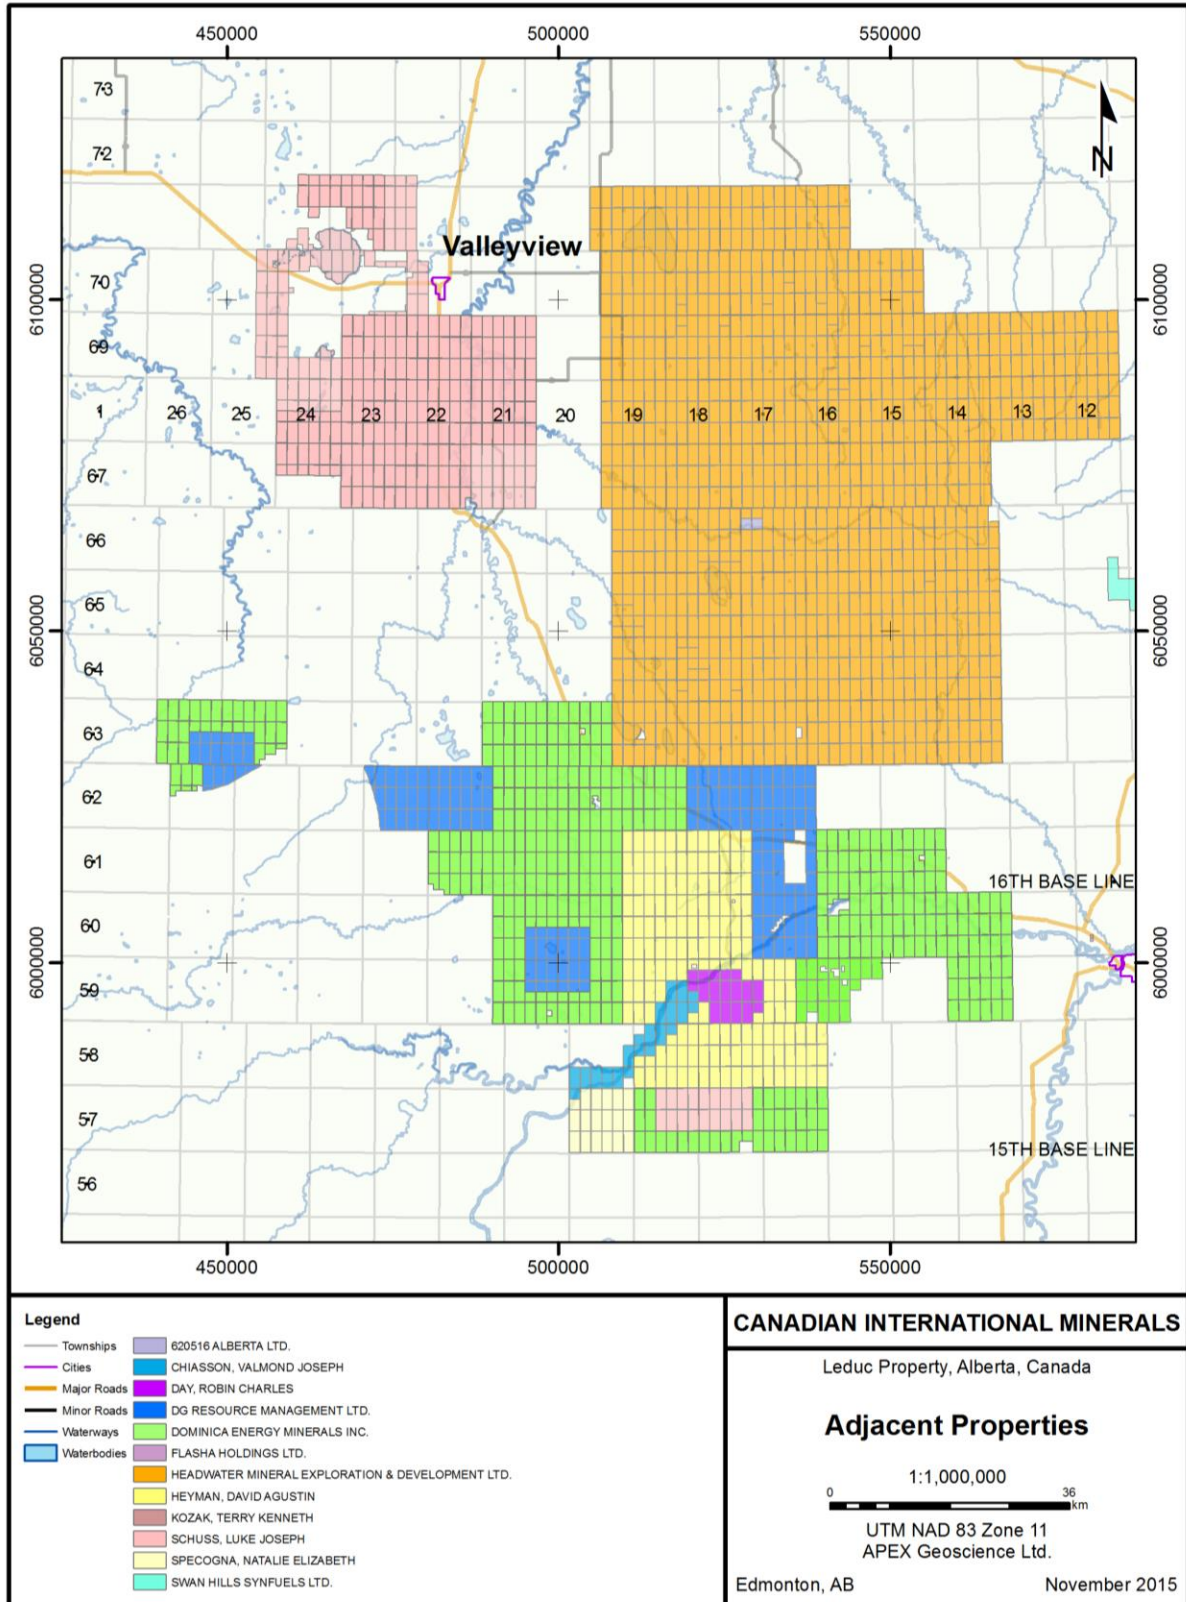 450000 500000 550000
73
72
N
Valleyview
6100000 70 6100000
69
1 26 25 24 23 22 21 20 19 18 17 16 15 14 13 12
67
66
65
6050000 6050000
64
63
62
61
16TH BASE LINE
60
6000000 6000000
59
58
57
15TH BASE LINE
56
450000 500000 550000
Legend
Townships
Cities
Major Roads
Minor Roads
Waterways
Waterbodies
620516 ALBERTA LTD.
CHIASSON, VALMOND JOSEPH
DAY, ROBIN CHARLES
DG RESOURCE MANAGEMENT LTD.
DOMINICA ENERGY MINERALS INC.
FLASHA HOLDINGS LTD.
HEADWATER MINERAL EXPLORATION & DEVELOPMENT LTD.
HEYMAN, DAVID AGUSTIN
KOZAK, TERRY KENNETH
SCHUSS, LUKE JOSEPH
SPECOGNA, NATALIE ELIZABETH
SWAN HILLS SYNFUELS LTD.
CANADIAN INTERNATIONAL MINERALS
Leduc Property, Alberta, Canada
Adjacent Properties
1:1,000,000
0 36
km
UTM NAD 83 Zone 11
APEX Geoscience Ltd.
Edmonton, AB November 2015